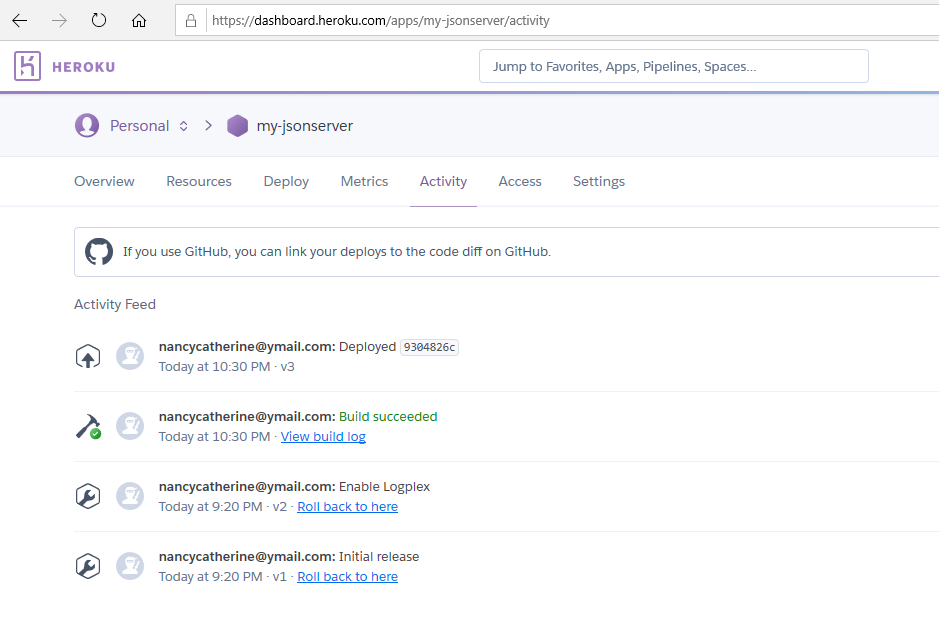 https://dashboard.heroku.com/apps/my-jsonserver/activity
HEROKU
Jump to Favorites, Apps, Pipelines, Spaces...
Personal my-jsonserver
Overview Resources Deploy Metrics Activity Access Settings
If you use GitHub, you can link your deploys to the code diff on GitHub.
Activity Feed
nancycatherine@ymail.com: Deployed 9304826c
Today at 10:30 PM · v3
nancycatherine@ymail.com: Build succeeded
Today at 10:30 PM · View build log
nancycatherine@ymail.com: Enable Logplex
Today at 9:20 PM · v2 · Roll back to here
nancycatherine@ymail.com: Initial release
Today at 9:20 PM · v1 · Roll back to here